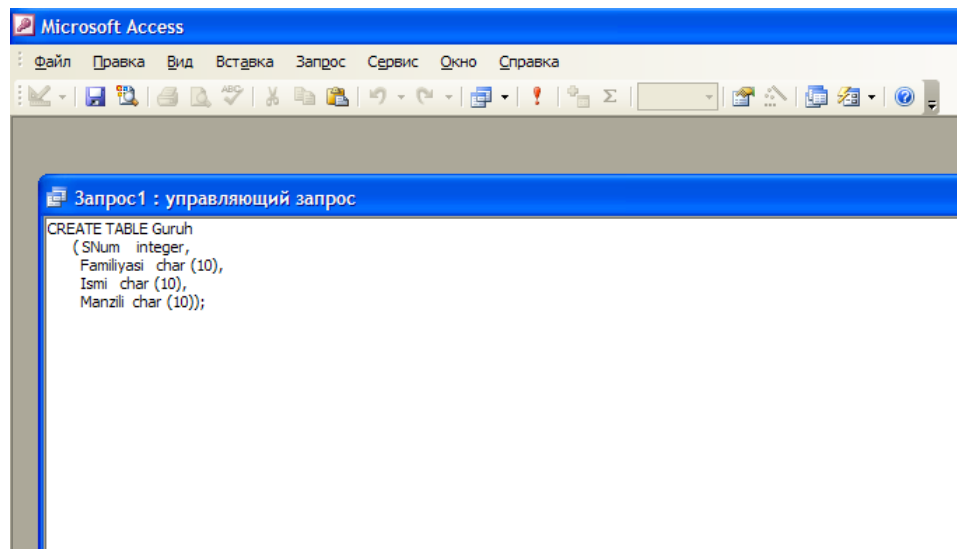 Microsoft Access
Файл Правка Вид Вставка Запрос Сервис Окно Справка
ABC Σ
Запрос1 : управляющий запрос
CREATE TABLE Guruh
( SNum integer,
Familiyasi char (10),
Ismi char (10),
Manzili char (10));